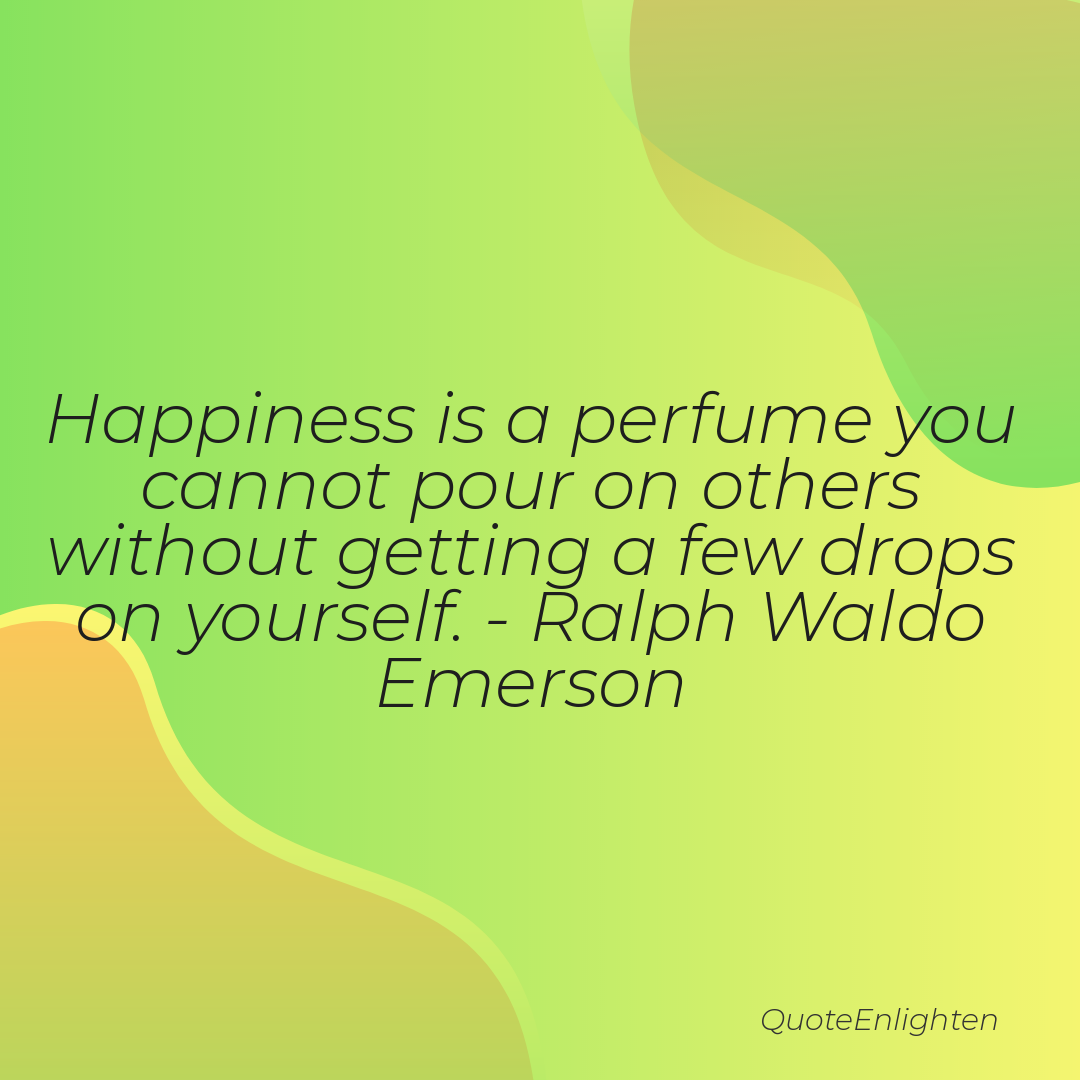 Happiness is a perfume you
cannot pour on others
without getting a few drops
on yourself. - Ralph Waldo
Emerson
QuoteEnlighten